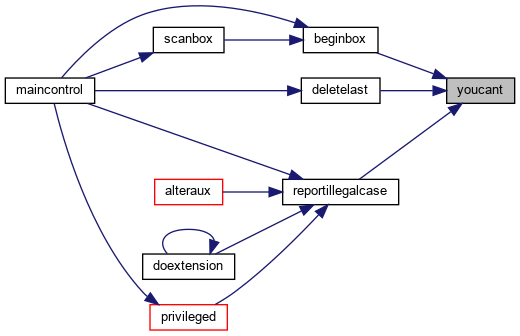 scanbox
beginbox
maincontrol
deletelast
youcant
alteraux
reportillegalcase
doextension
privileged